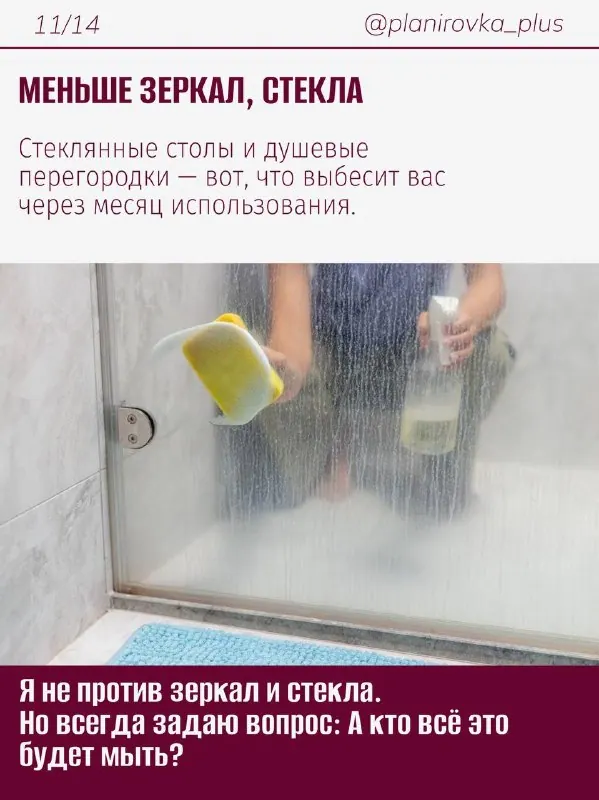 11/14
@planirovka_plus
МЕНЬШЕ ЗЕРКАЛ, СТЕКЛА
Стеклянные столы и душевые
перегородки — вот, что выбесит вас
через месяц использования.
Я не против зеркал и стекла.
Но всегда задаю вопрос: А кто всё это
будет мыть?